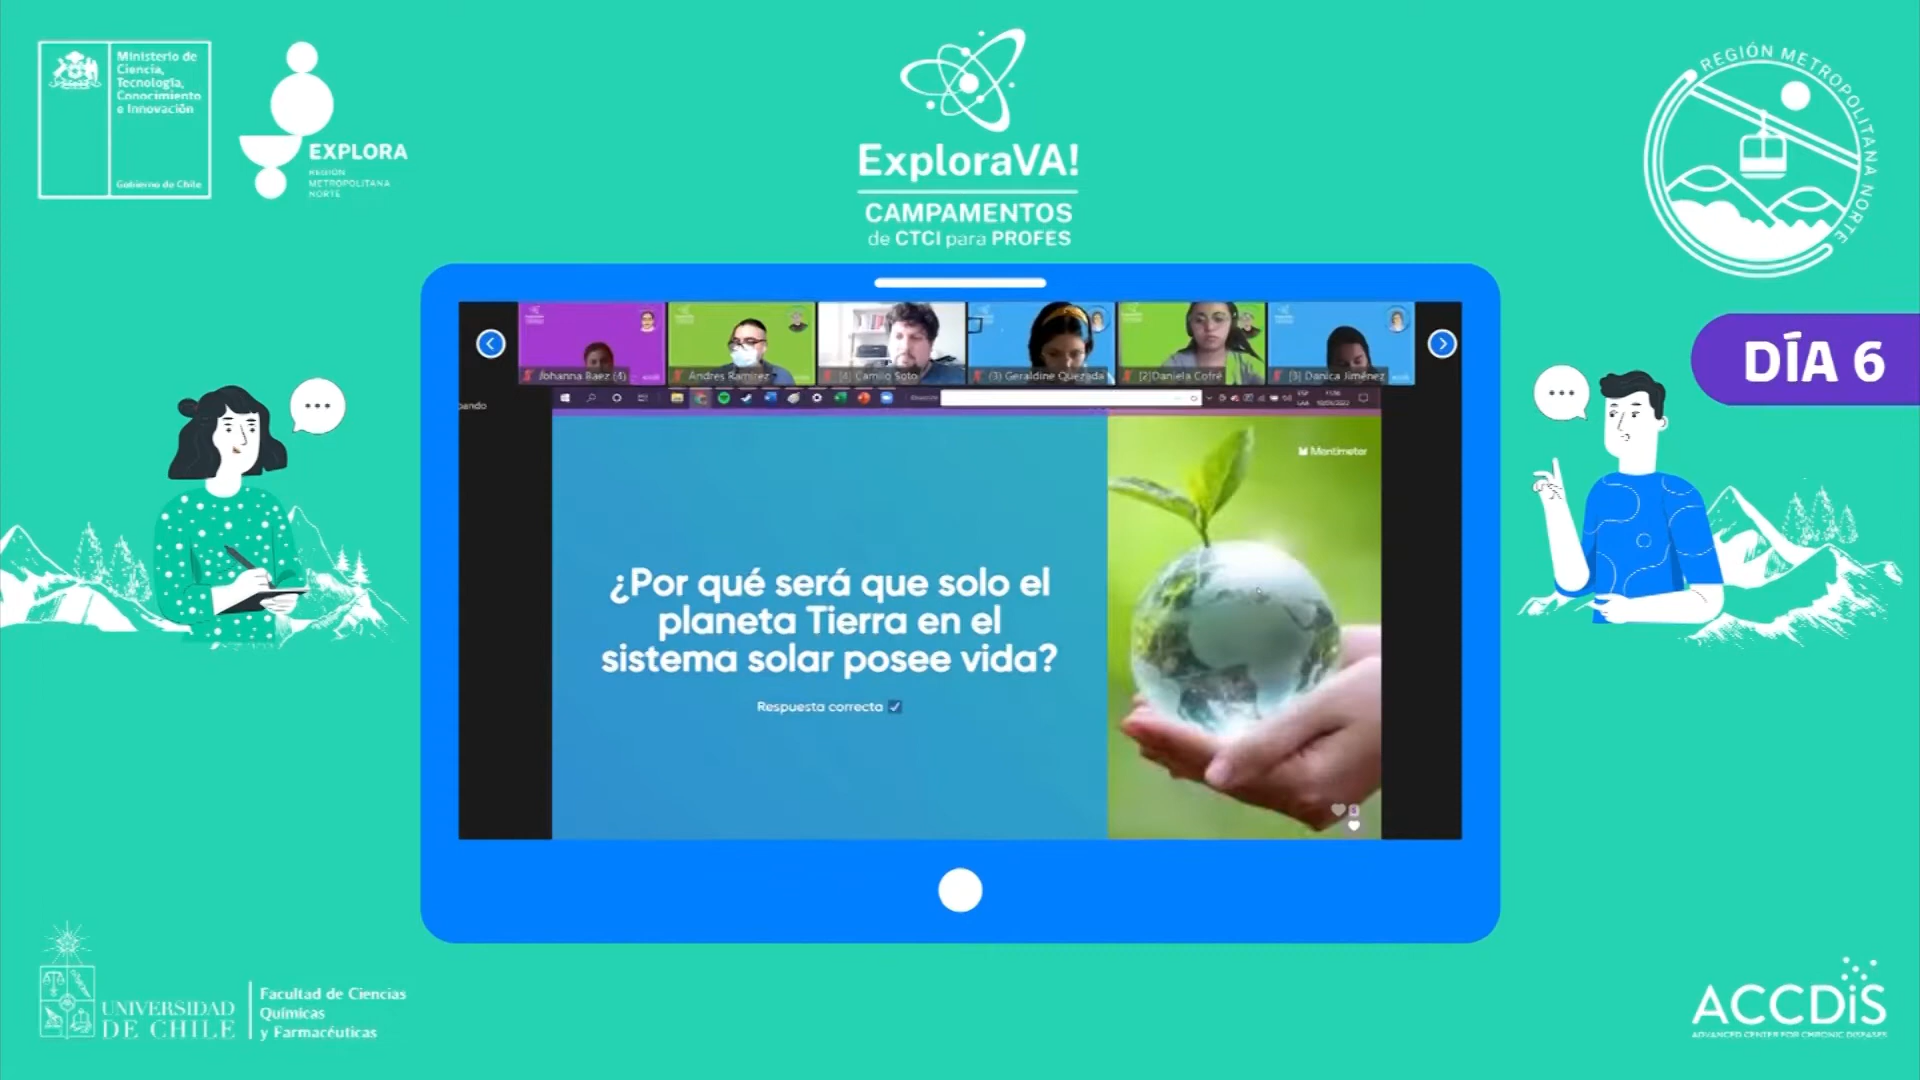 Ministerio de
Ciencia,
Tecnología,
Conocimiento
e Innovación
Gobierno de Chile
EXPLORA
REGIÓN
METROPOLITANA
NORTE
ExploraVA!
CAMPAMENTOS
de CTCI para PROFES
REGIÓN METROPOLITANA NORTE
DÍA 6
Johanna Baez (4)
Andres Ramirez
[4] Camilo Soto
(3) Geraldine Quezada
[2]Daniela Cofré
[3] Danica Jiménez
Mentimeter
¿Por qué será que solo el
planeta Tierra en el
sistema solar posee vida?
Respuesta correcta
UNIVERSIDAD
DE CHILE
Facultad de Ciencias
Químicas
y Farmacéuticas
ACCDiS
ADVANCED CENTER FOR CHRONIC DISEASES